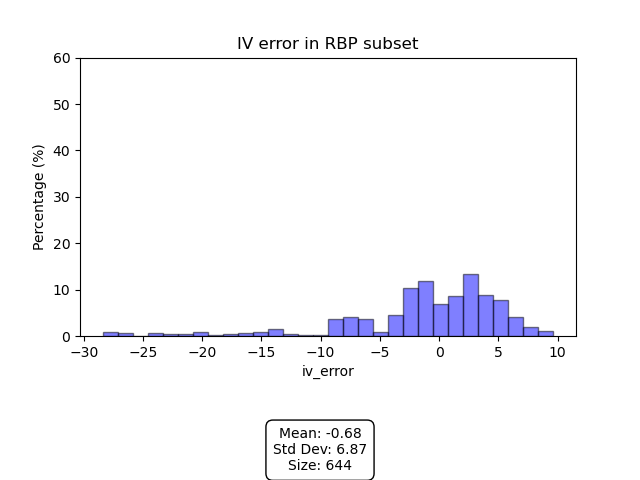 IV error in RBP subset
60
50
40
30
20
10
0
Percentage (%)
−30
−25
−20
−15
−10
−5
0
5
10
iv_error
Mean: -0.68
Std Dev: 6.87
Size: 644